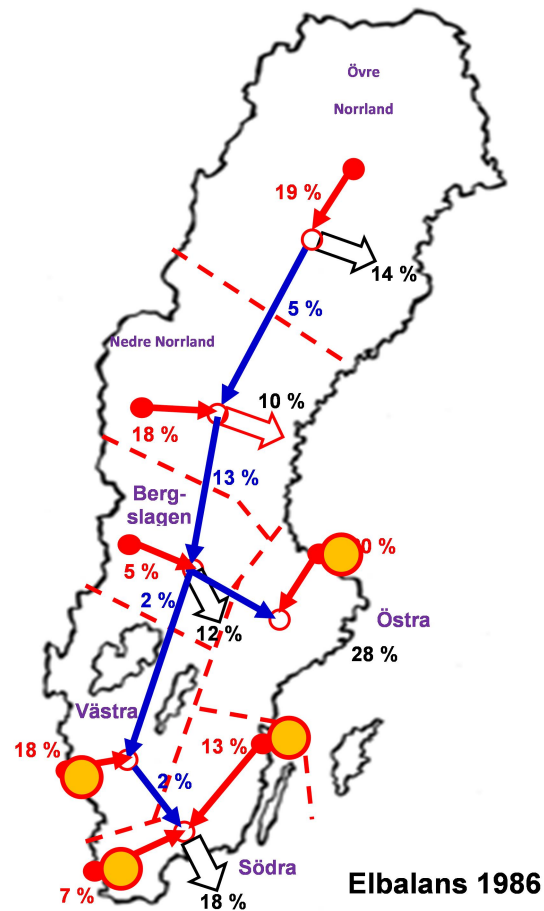 Övre
Norrland
19 %
14 %
5 %
Nedre Norrland
10 %
18 %
13 %
Berg-
slagen
0 %
5 %
2 %
12 %
Östra
28 %
Västra
18 %
13 %
2 %
Södra
7 %
18 %
Elbalans 1986